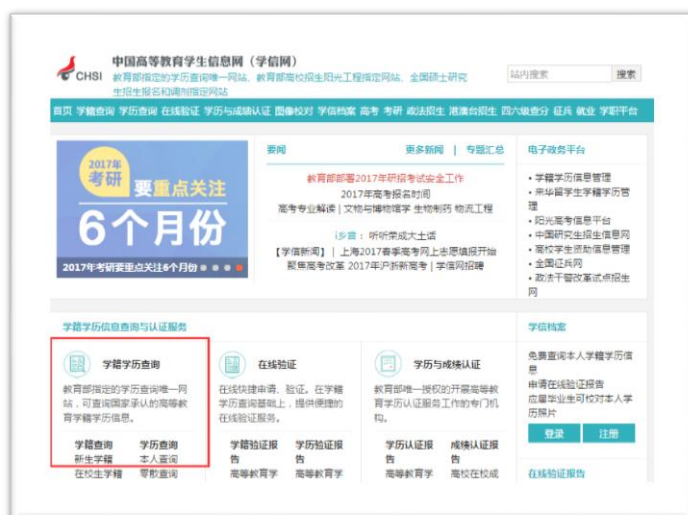 CHSI
中国高等教育学生信息网（学信网）
教育部指定的学历查询唯一网站、教育部高校招生阳光工程指定网站、全国硕士研究
生招生报名和调剂指定网站
站内搜索
搜索
首页 学籍查询 学历查询 在线验证 学历与成绩认证 图像校对 学信档案 高考 考研 政法招生 港澳台招生 四六级查分 征兵 就业 学职平台
2017年
考研
要重点关注
6个月份
2017年考研要重点关注6个月份
要闻
更多新闻 | 专题汇总
教育部部署2017年研招考试安全工作
2017年高考报名时间
高考专业解读 | 文物与博物馆学 生物制药 物流工程
i乡音： 听听荣成大土话
【学信新闻】 | 上海2017春季高考网上志愿填报开始
聚焦高考改革 2017年沪浙新高考 | 学信网招聘
电子政务平台
• 学籍学历信息管理
• 来华留学生学籍学历管
理
• 阳光高考信息平台
• 中国研究生招生信息网
• 高校学生资助信息管理
• 全国征兵网
• 政法干警改革试点招生
网
学籍学历信息查询与认证服务
学籍学历查询
教育部指定的学历查询唯一网
站，可查询国家承认的高等教
育学籍学历信息。
学籍查询 学历查询
新生学籍 本人查询
在校生学籍 零散查询
在线验证
在线快捷申请、验证。在学籍
学历查询基础上，提供便捷的
在线验证服务。
学籍验证报
告
高等教育学
学历验证报
告
高等教育学
学历与成绩认证
教育部唯一授权的开展高等教
育学历认证服务工作的专门机
构。
学历认证报
告
高等教育学
成绩认证报
告
高校在校成
学信档案
免费查询本人学籍学历信
息
申请在线验证报告
应届毕业生可校对本人学
历照片
登录
注册
在线验证报告